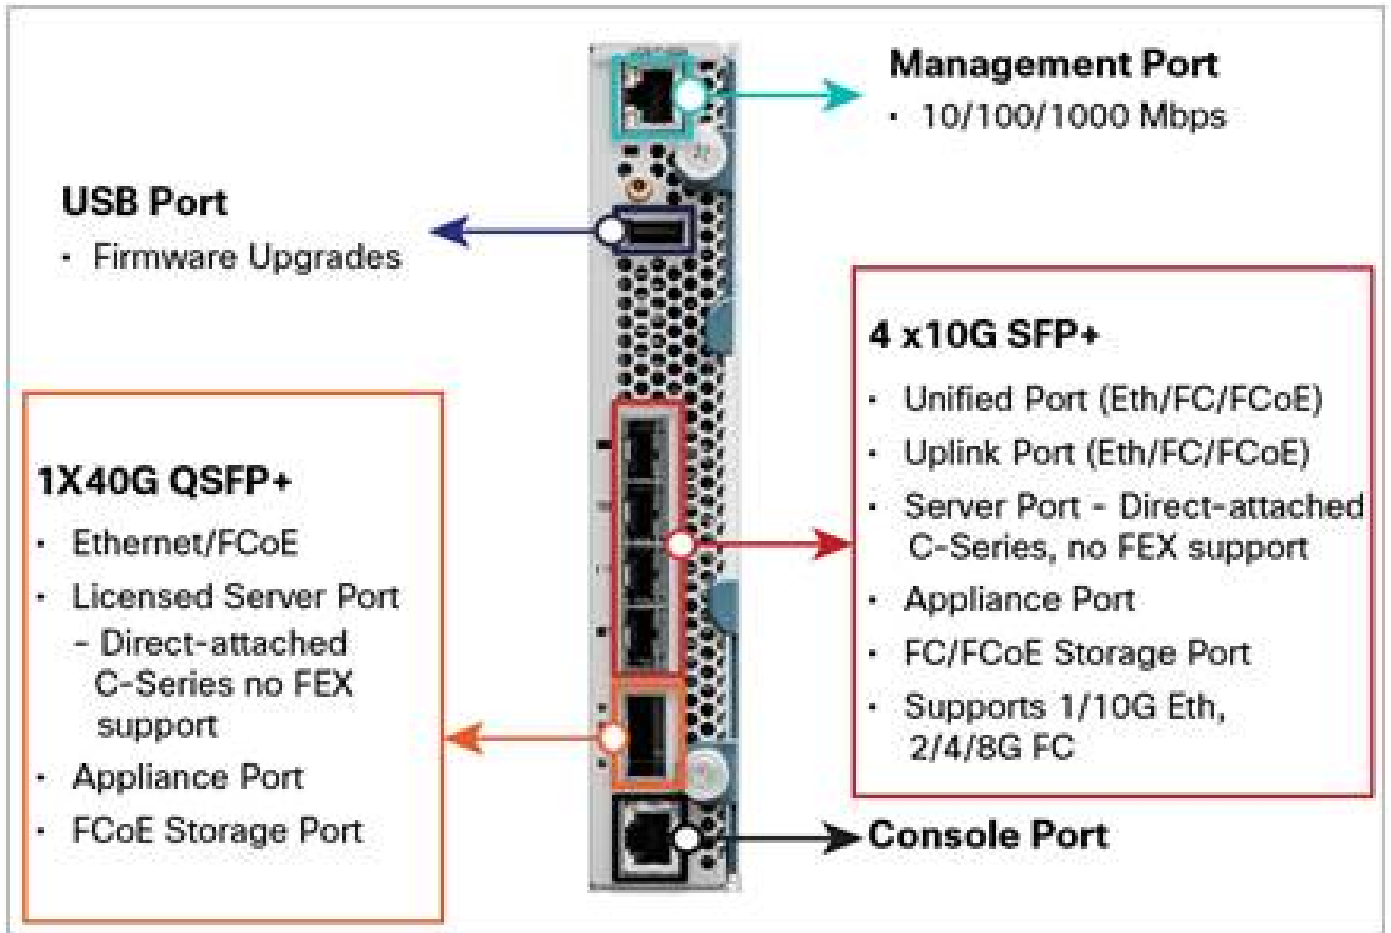 Management Port
• 10/100/1000 Mbps
USB Port
• Firmware Upgrades
4 x10G SFP+
• Unified Port (Eth/FC/FCoE)
• Uplink Port (Eth/FC/FCoE)
• Server Port - Direct-attached
C-Series, no FEX support
• Appliance Port
• FC/FCoE Storage Port
• Supports 1/10G Eth,
2/4/8G FC
1X40G QSFP+
• Ethernet/FCoE
• Licensed Server Port
- Direct-attached
C-Series no FEX
support
• Appliance Port
• FCoE Storage Port
Console Port